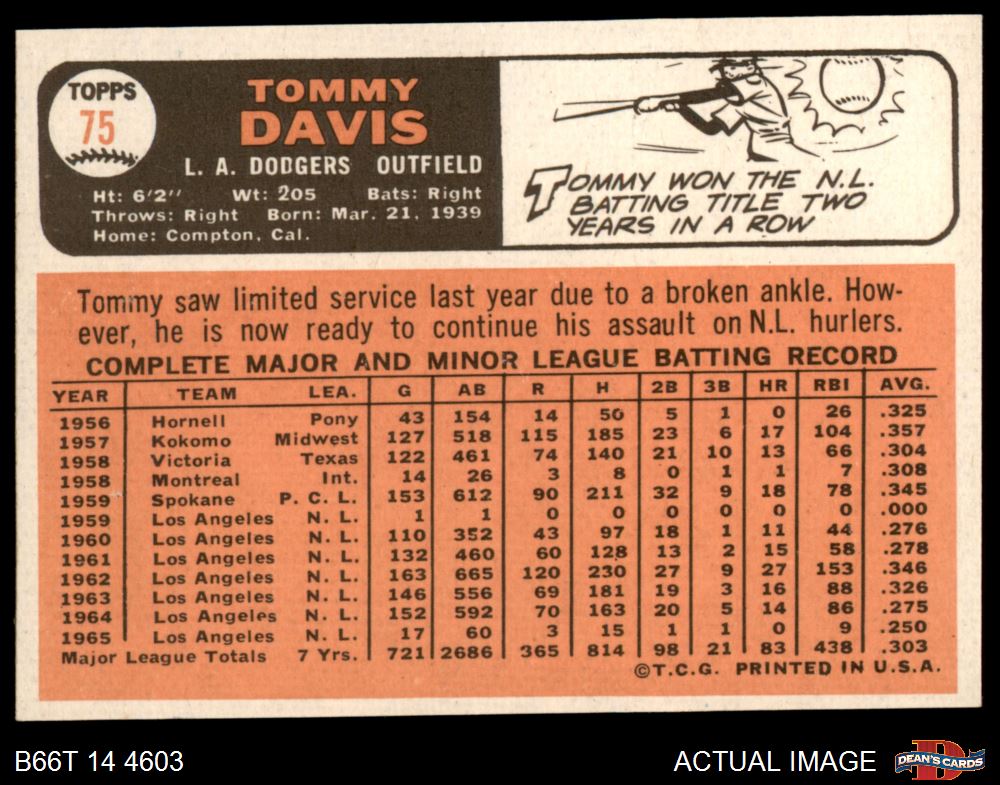 TOPPS
75
TOMMY
DAVIS
L. A. DODGERS OUTFIELD
Ht: 6'2" Wt: 205 Bats: Right
Throws: Right Born: Mar. 21, 1939
Home: Compton, Cal.
TOMMY WON THE N.L.
BATTING TITLE TWO
YEARS IN A ROW
Tommy saw limited service last year due to a broken ankle. How-
ever, he is now ready to continue his assault on N.L. hurlers.
COMPLETE MAJOR AND MINOR LEAGUE BATTING RECORD
YEAR TEAM LEA. G AB R H 2B 3B HR RBI AVG.
1956 Hornell Pony 43 154 14 50 5 1 0 26 .325
1957 Kokomo Midwest 127 518 115 185 23 6 17 104 .357
1958 Victoria Texas 122 461 74 140 21 10 13 66 .304
1958 Montreal Int. 14 26 3 8 0 1 1 7 .308
1959 Spokane P. C. L. 153 612 90 211 32 9 18 78 .345
1959 Los Angeles N. L. 1 1 0 0 0 0 0 0 .000
1960 Los Angeles N. L. 110 352 43 97 18 1 11 44 .276
1961 Los Angeles N. L. 132 460 60 128 13 2 15 58 .278
1962 Los Angeles N. L. 163 665 120 230 27 9 27 153 .346
1963 Los Angeles N. L. 146 556 69 181 19 3 16 88 .326
1964 Los Angeles N. L. 152 592 70 163 20 5 14 86 .275
1965 Los Angeles N. L. 17 60 3 15 1 1 0 9 .250
Major League Totals 7 Yrs. 721 2686 365 814 98 21 83 438 .303
©T.C.G. PRINTED IN U.S.A.
B66T 14 4603
ACTUAL IMAGE
D
DEAN'S CARDS